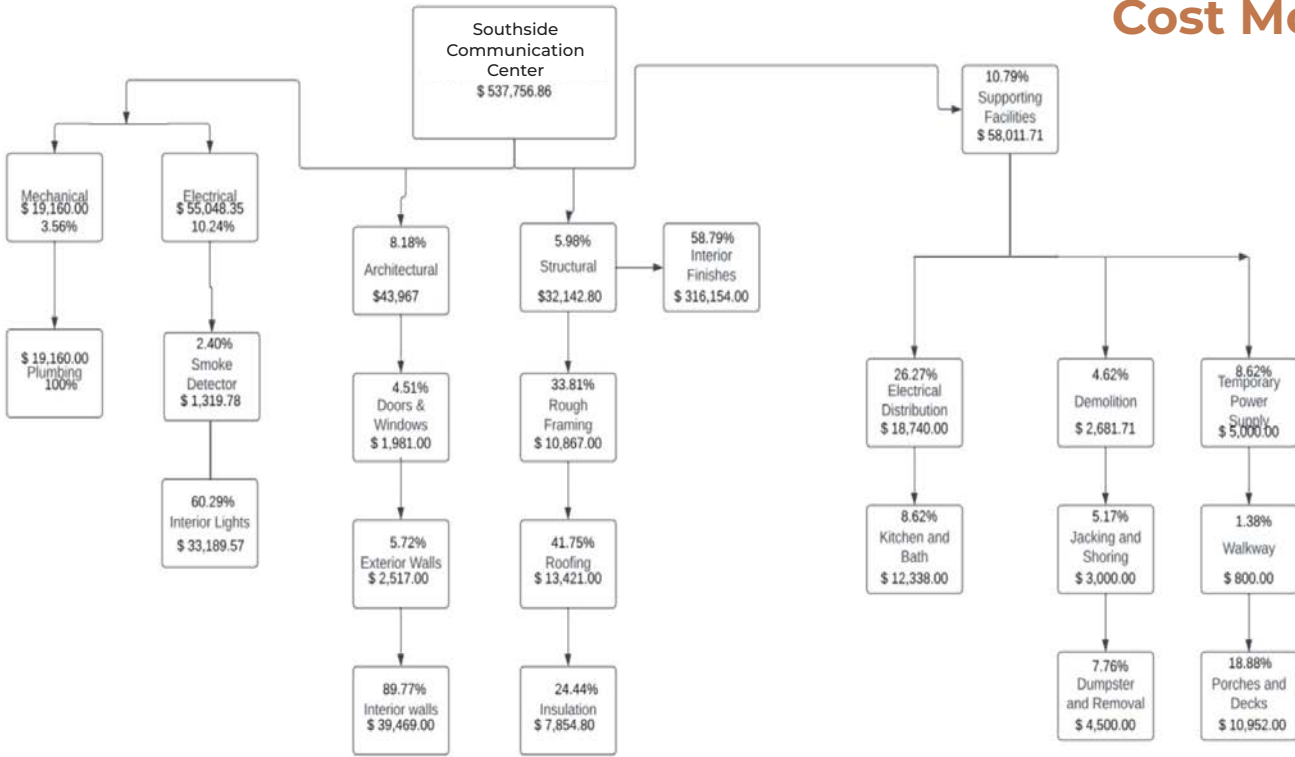 Cost Mo
Southside
Communication
Center
$ 537,756.86
10.79%
Supporting
Facilities
$ 58,011.71
Mechanical
$ 19,160.00
3.56%
Electrical
$ 55,048.35
10.24%
8.18%
Architectural
$43,967
5.98%
Structural
$32,142.80
58.79%
Interior
Finishes
$ 316,154.00
$ 19,160.00
Plumbing
100%
2.40%
Smoke
Detector
$ 1,319.78
4.51%
Doors &
Windows
$ 1,981.00
33.81%
Rough
Framing
$ 10,867.00
26.27%
Electrical
Distribution
$ 18,740.00
4.62%
Demolition
$ 2,681.71
8.62%
Temporary
Power
Supply
$ 5,000.00
60.29%
Interior Lights
$ 33,189.57
5.72%
Exterior Walls
$ 2,517.00
41.75%
Roofing
$ 13,421.00
8.62%
Kitchen and
Bath
$ 12,338.00
5.17%
Jacking and
Shoring
$ 3,000.00
1.38%
Walkway
$ 800.00
89.77%
Interior walls
$ 39,469.00
24.44%
Insulation
$ 7,854.80
7.76%
Dumpster
and Removal
$ 4,500.00
18.88%
Porches and
Decks
$ 10,952.00